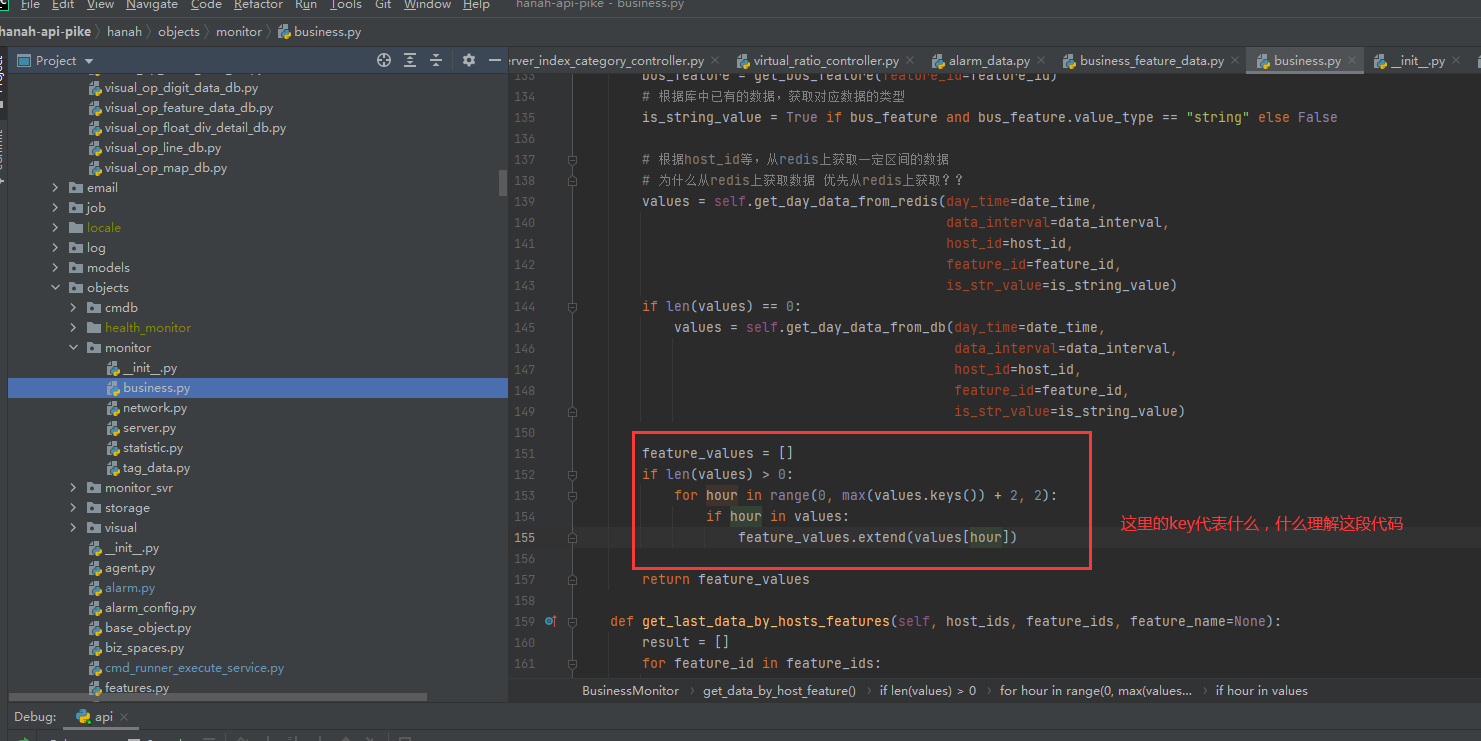 File Edit View Navigate Code Refactor Run Tools Git Window Help hanah-api-pike - business.py
hanah-api-pike hanah objects monitor business.py
Project
erver_index_category_controller.py virtual_ratio_controller.py alarm_data.py business_feature_data.py business.py __init__.py
visual_op_digit_data_db.py
visual_op_feature_data_db.py
visual_op_float_div_detail_db.py
visual_op_line_db.py
visual_op_map_db.py
email
job
locale
log
models
objects
cmdb
health_monitor
monitor
__init__.py
business.py
network.py
server.py
statistic.py
tag_data.py
monitor_svr
storage
visual
__init__.py
agent.py
alarm.py
alarm_config.py
base_object.py
biz_spaces.py
cmd_runner_execute_service.py
features.py
133 bus_feature = get_bus_feature(feature_id=feature_id)
134 # 根据库中已有的数据，获取对应数据的类型
135 is_string_value = True if bus_feature and bus_feature.value_type == "string" else False
136
137 # 根据host_id等，从redis上获取一定区间的数据
138 # 为什么从redis上获取数据 优先从redis上获取？？
139 values = self.get_day_data_from_redis(day_time=date_time,
140 data_interval=data_interval,
141 host_id=host_id,
142 feature_id=feature_id,
143 is_str_value=is_string_value)
144 if len(values) == 0:
145 values = self.get_day_data_from_db(day_time=date_time,
146 data_interval=data_interval,
147 host_id=host_id,
148 feature_id=feature_id,
149 is_str_value=is_string_value)
150
151 feature_values = []
152 if len(values) > 0:
153 for hour in range(0, max(values.keys()) + 2, 2):
154 if hour in values:
155 feature_values.extend(values[hour])
156
157 return feature_values
158
159 def get_last_data_by_hosts_features(self, host_ids, feature_ids, feature_name=None):
160 result = []
161 for feature_id in feature_ids:
这里的key代表什么，什么理解这段代码
BusinessMonitor get_data_by_host_feature() if len(values) > 0 for hour in range(0, max(values... if hour in values
Debug: api